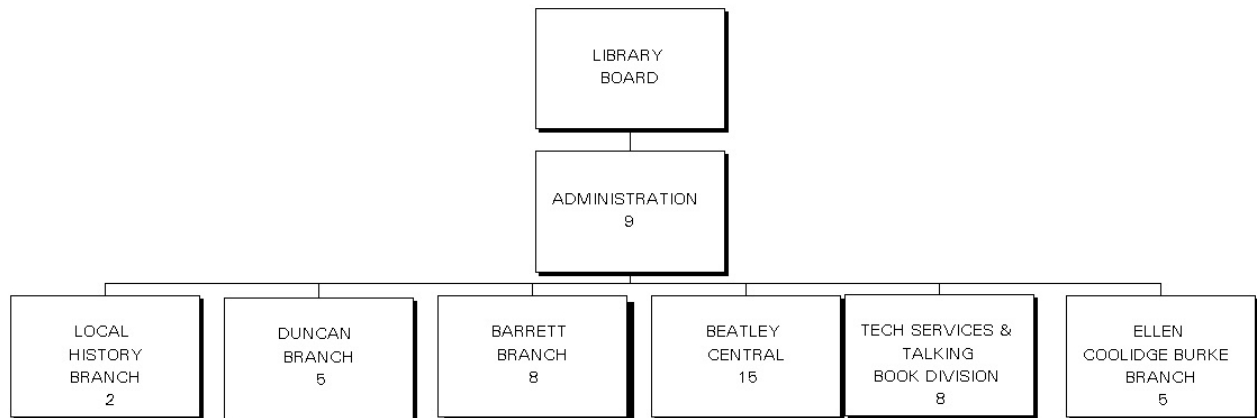 LIBRARY
BOARD
ADMINISTRATION
9
LOCAL
HISTORY
BRANCH
2
DUNCAN
BRANCH
5
BARRETT
BRANCH
8
BEATLEY
CENTRAL
15
TECH SERVICES &
TALKING
BOOK DIVISION
8
ELLEN
COOLIDGE BURKE
BRANCH
5